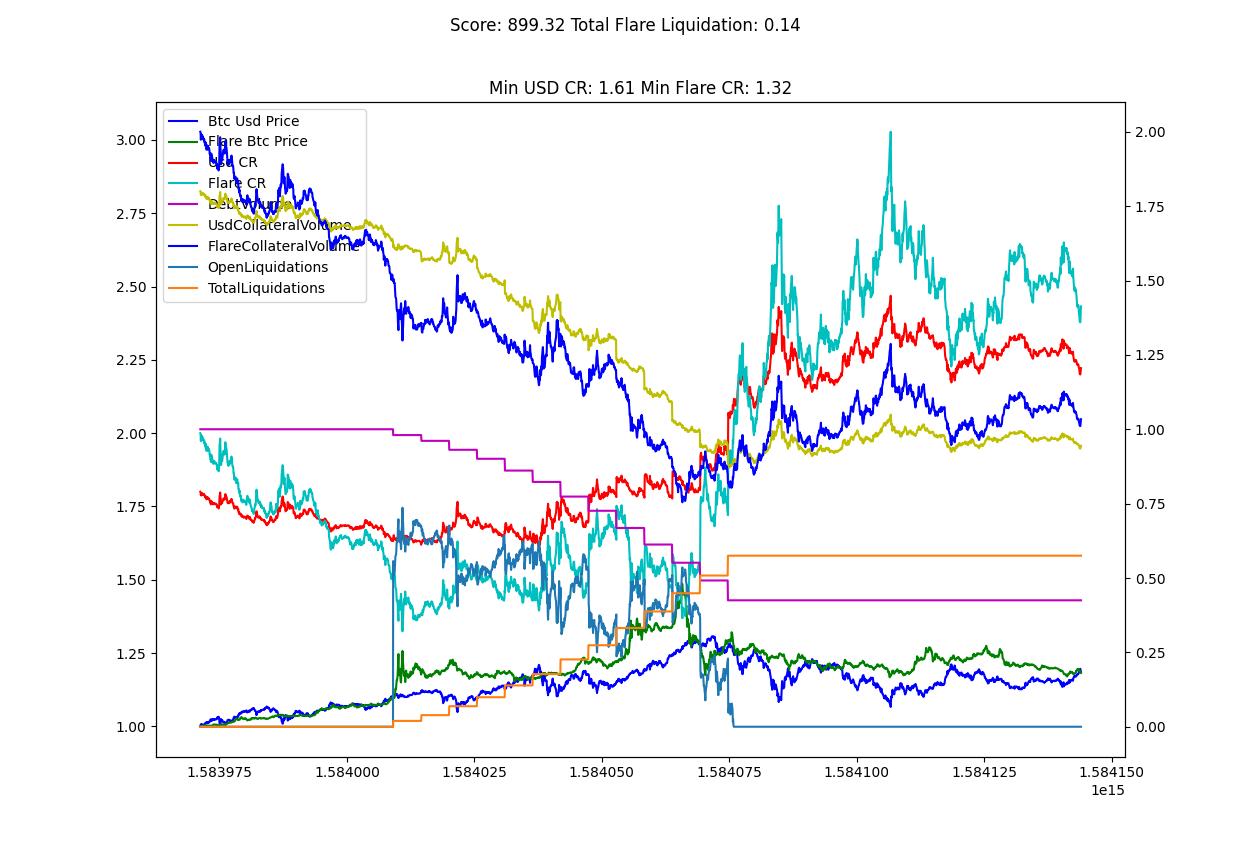 Score: 899.32 Total Flare Liquidation: 0.14
Min USD CR: 1.61 Min Flare CR: 1.32
Btc Usd Price
Flare Btc Price
Usd CR
Flare CR
DebtVolume
UsdCollateralVolume
FlareCollateralVolume
OpenLiquidations
TotalLiquidations
3.00
2.75
2.50
2.25
2.00
1.75
1.50
1.25
1.00
2.00
1.75
1.50
1.25
1.00
0.75
0.50
0.25
0.00
1.583975 1.584000 1.584025 1.584050 1.584075 1.584100 1.584125 1.584150
1e15